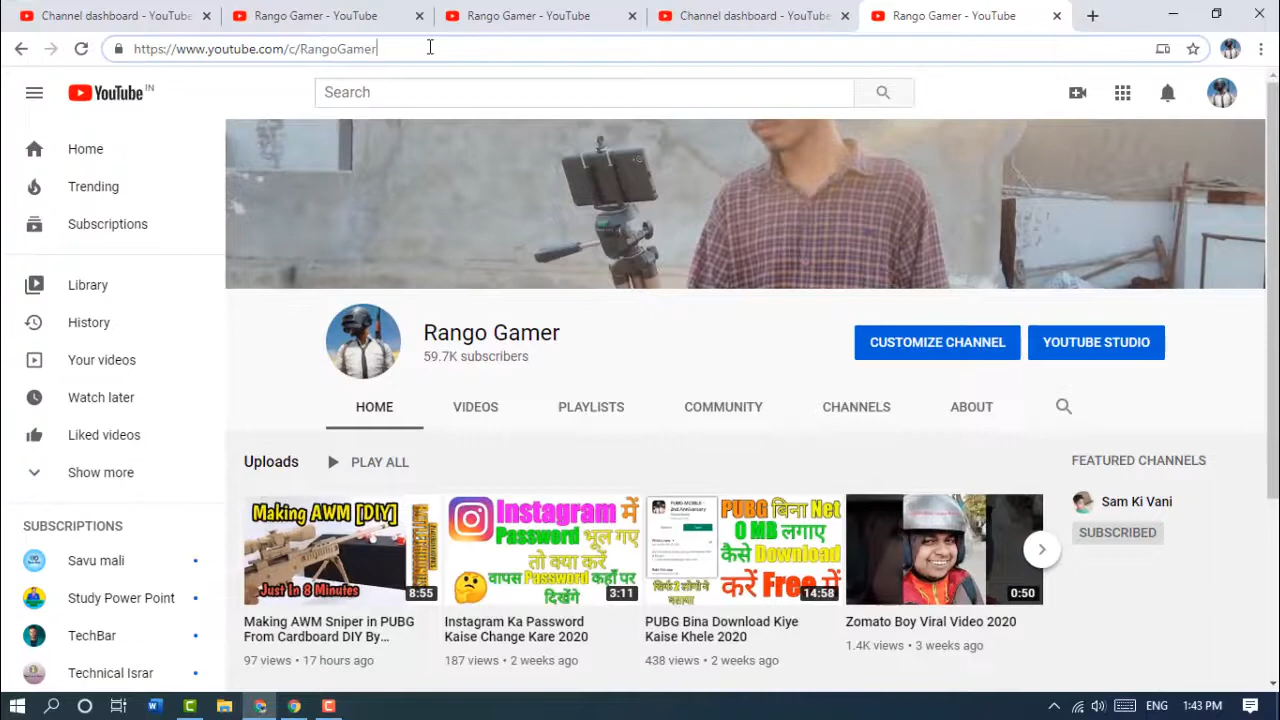 Channel dashboard - YouTube
Rango Gamer - YouTube
Rango Gamer - YouTube
Channel dashboard - YouTube
Rango Gamer - YouTube
https://www.youtube.com/c/RangoGamer
YouTube IN
Search
Home
Trending
Subscriptions
Library
History
Your videos
Watch later
Liked videos
Show more
SUBSCRIPTIONS
Savu mali
Study Power Point
TechBar
Technical Israr
Rango Gamer
59.7K subscribers
CUSTOMIZE CHANNEL
YOUTUBE STUDIO
HOME
VIDEOS
PLAYLISTS
COMMUNITY
CHANNELS
ABOUT
Uploads
PLAY ALL
Making AWM [DIY]
Just In 8 Minutes
8:55
Making AWM Sniper in PUBG
From Cardboard DIY By...
97 views • 17 hours ago
Instagram में
Password भूल गए
तो क्या करें
वापस Password कहाँ पर
दिखेंगे
3:11
Instagram Ka Password
Kaise Change Kare 2020
187 views • 2 weeks ago
PUBG बिना Net
0 MB लगाए
कैसे Download
करें Free में
14:58
PUBG Bina Download Kiye
Kaise Khele 2020
438 views • 2 weeks ago
0:50
Zomato Boy Viral Video 2020
1.4K views • 3 weeks ago
FEATURED CHANNELS
Sam Ki Vani
SUBSCRIBED
ENG
1:43 PM